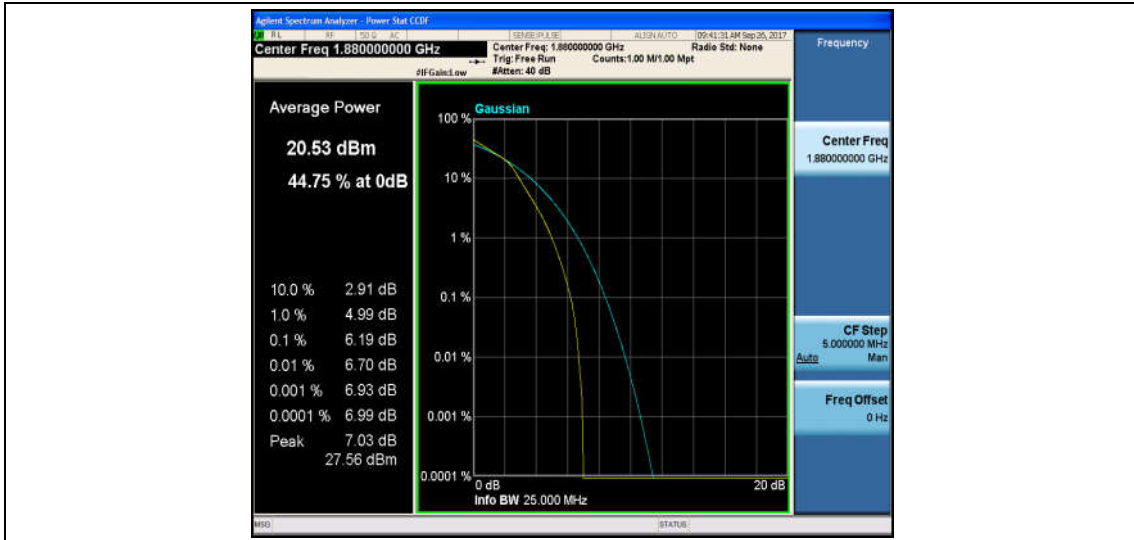 Agilent Spectrum Analyzer - Power Stat CCDF
RL RF 50 Ω AC SENSE:PULSE ALIGN AUTO 09:41:31 AM Sep 26, 2017
Center Freq 1.880000000 GHz
Center Freq: 1.880000000 GHz Radio Std: None
Trig: Free Run Counts:1.00 M/1.00 Mpt
#IFGain:Low #Atten: 40 dB
Frequency
Average Power
20.53 dBm
44.75 % at 0dB
10.0 % 2.91 dB
1.0 % 4.99 dB
0.1 % 6.19 dB
0.01 % 6.70 dB
0.001 % 6.93 dB
0.0001 % 6.99 dB
Peak 7.03 dB
27.56 dBm
Gaussian
100 %
10 %
1 %
0.1 %
0.01 %
0.001 %
0.0001 %
0 dB 20 dB
Info BW 25.000 MHz
Center Freq
1.880000000 GHz
CF Step
5.000000 MHz
Auto Man
Freq Offset
0 Hz
MSG STATUS